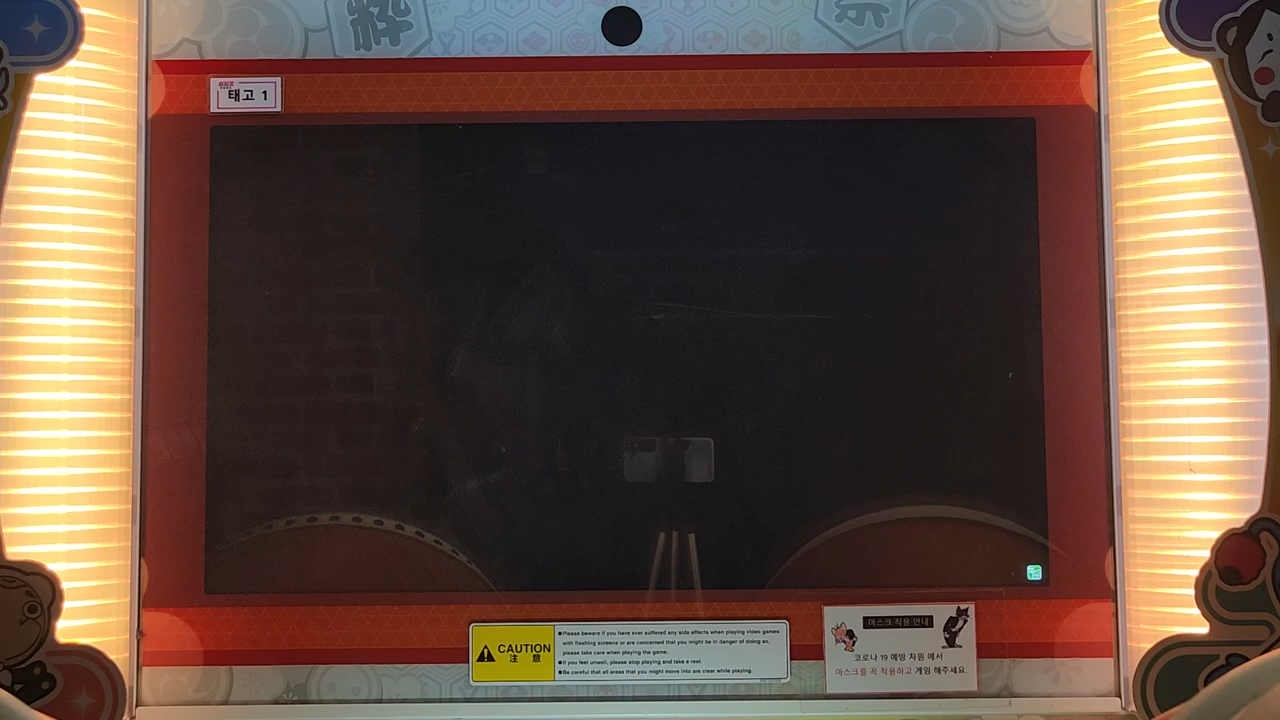 粋
楽
태고 1
CAUTION
注 意
●Please beware if you have ever suffered any side effects when playing video games
with flashing screens or are concerned that you might be in danger of doing so,
please take care when playing the game.
●If you feel unwell, please stop playing and take a rest.
●Be careful that all areas that you might move into are clear while playing.
마스크 착용 안내
코로나 19 예방 차원 에서
마스크를 꼭 착용하고 게임 해주세요.